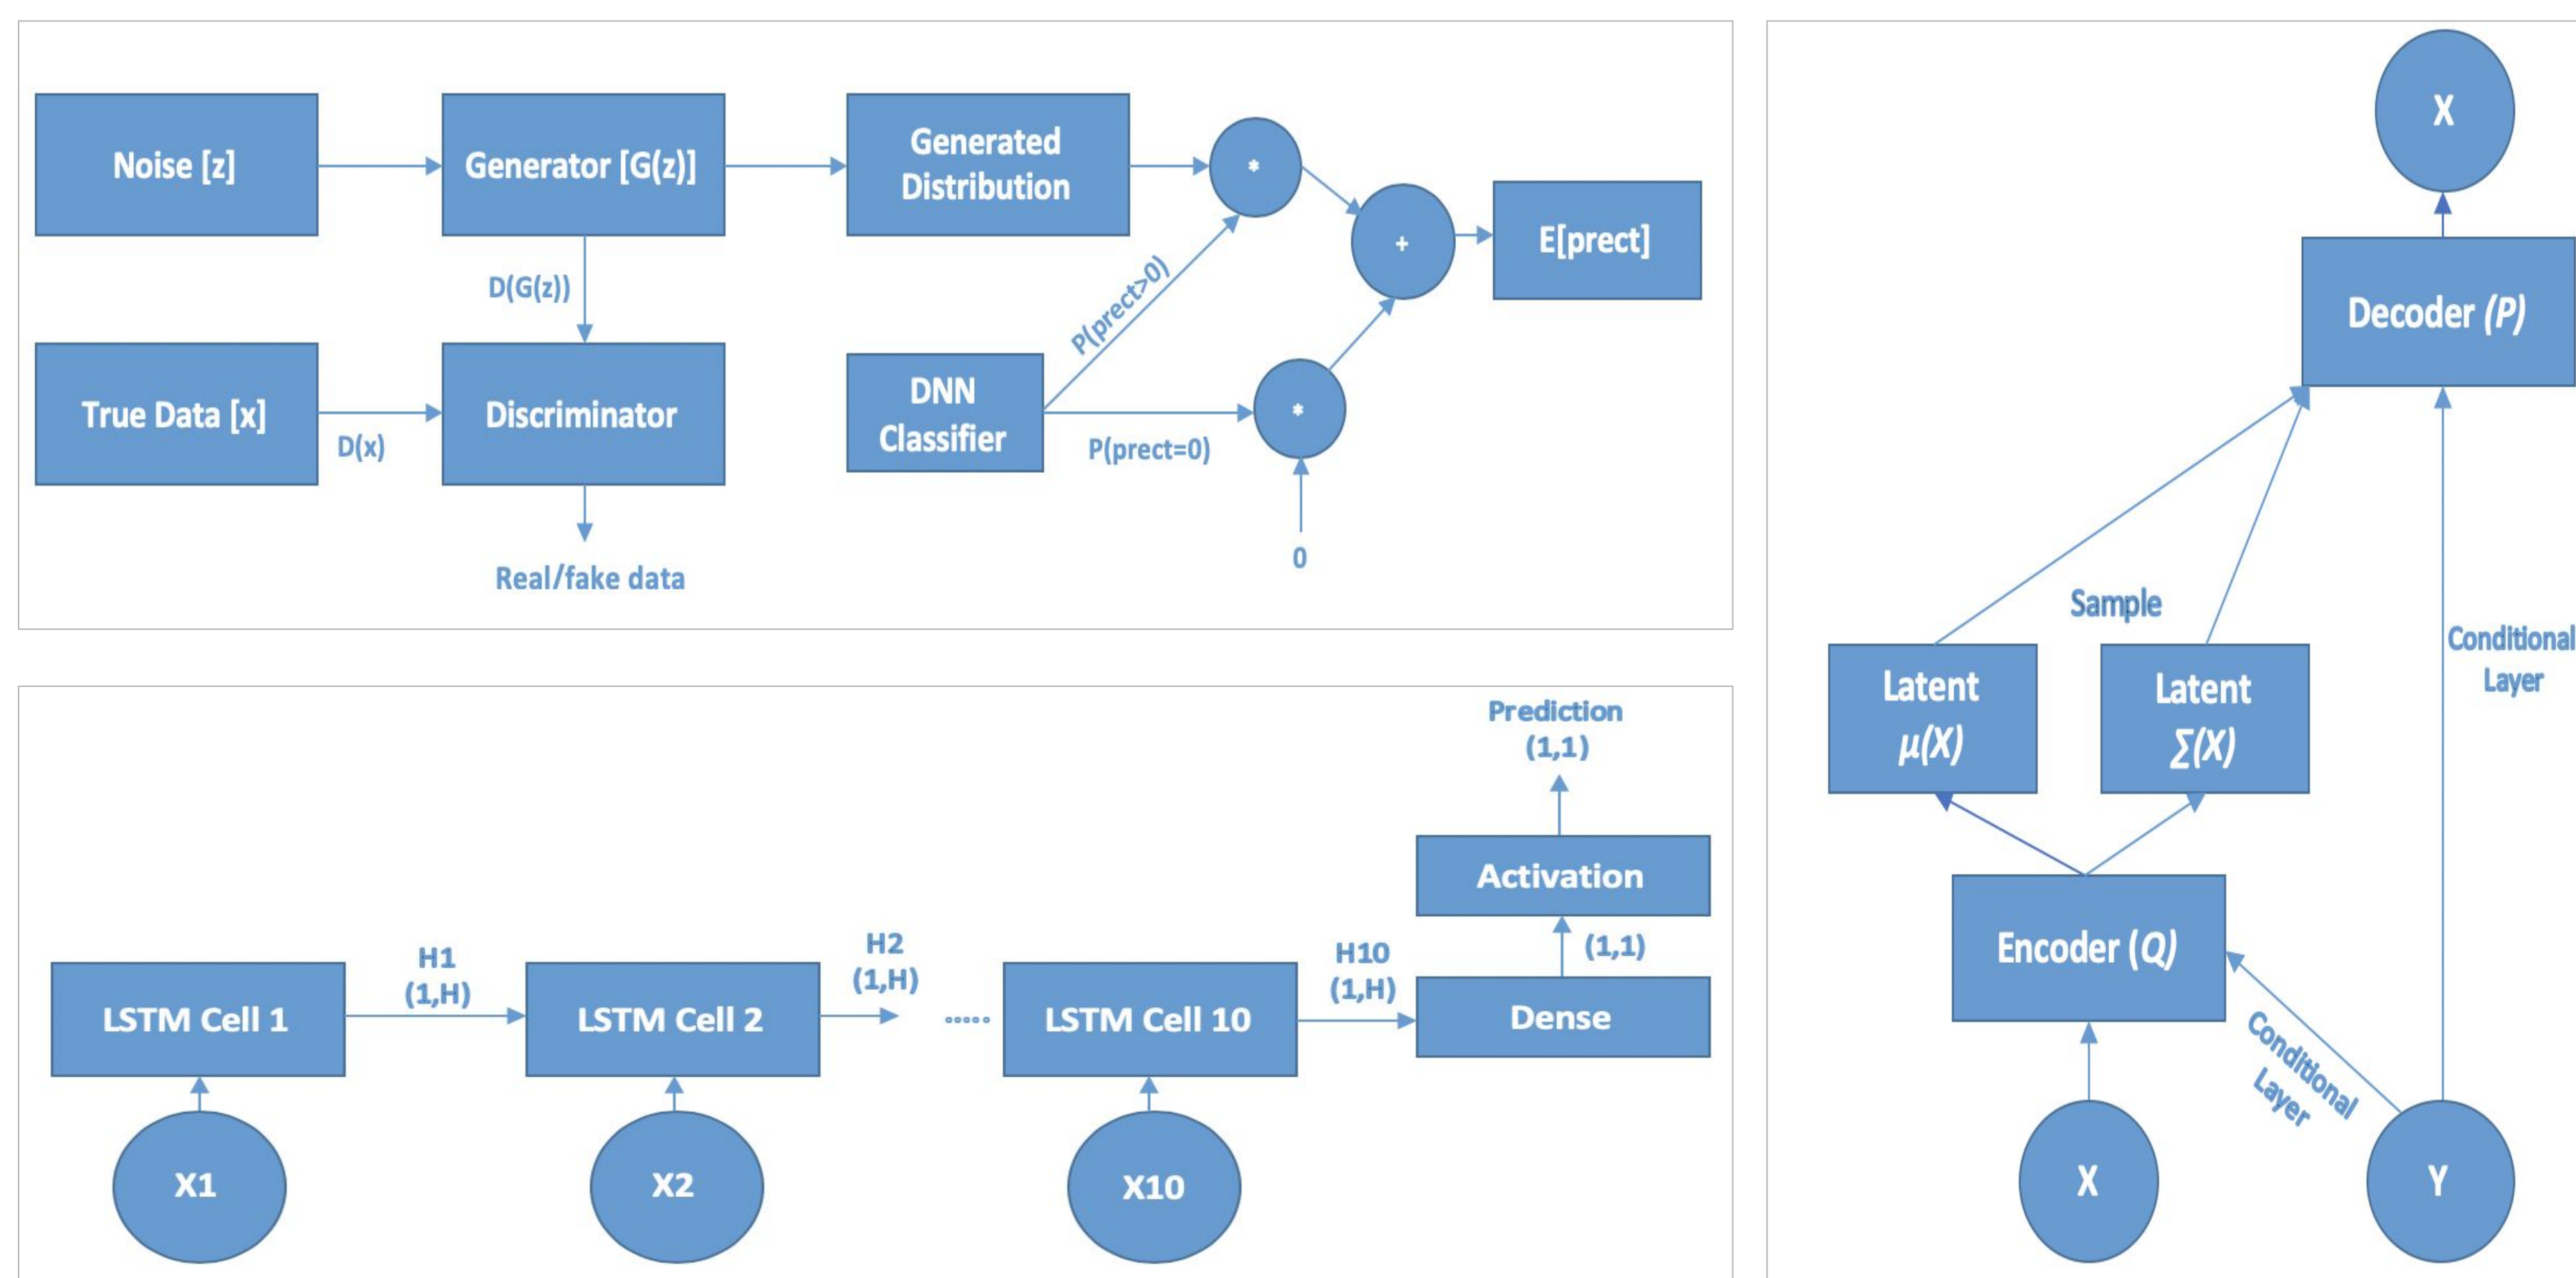 Noise [z]
Generator [G(z)]
Generated
Distribution
*
+
E[prect]
D(G(z))
P(prect>0)
True Data [x]
D(x)
Discriminator
DNN
Classifier
P(prect=0)
*
0
Real/fake data
Prediction
(1,1)
Activation
(1,1)
LSTM Cell 1
H1
(1,H)
LSTM Cell 2
H2
(1,H)
.....
LSTM Cell 10
H10
(1,H)
Dense
X1
X2
X10
X
Decoder (P)
Sample
Conditional
Layer
Latent
μ(X)
Latent
∑(X)
Encoder (Q)
Conditional
Layer
X
Y